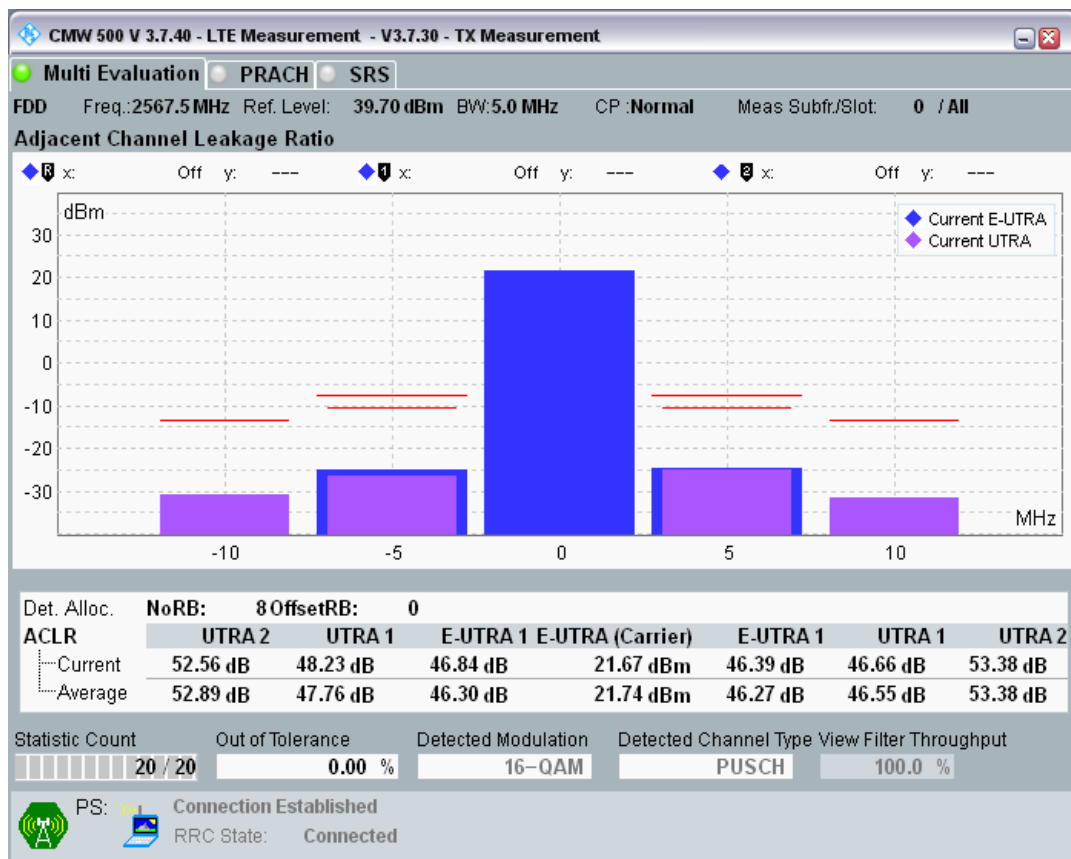 CMW 500 V 3.7.40 - LTE Measurement - V3.7.30 - TX Measurement
Multi Evaluation PRACH SRS
FDD Freq.:2567.5 MHz Ref. Level: 39.70 dBm BW:5.0 MHz CP :Normal Meas Subfr./Slot: 0 / All
Adjacent Channel Leakage Ratio
R x: Off y: --- 1 x: Off y: --- 2 x: Off y: ---
dBm
Current E-UTRA
Current UTRA
30
20
10
0
-10
-20
-30
MHz
-10 -5 0 5 10
Det. Alloc. NoRB: 8 OffsetRB: 0
ACLR UTRA 2 UTRA 1 E-UTRA 1 E-UTRA (Carrier) E-UTRA 1 UTRA 1 UTRA 2
Current 52.56 dB 48.23 dB 46.84 dB 21.67 dBm 46.39 dB 46.66 dB 53.38 dB
Average 52.89 dB 47.76 dB 46.30 dB 21.74 dBm 46.27 dB 46.55 dB 53.38 dB
Statistic Count Out of Tolerance Detected Modulation Detected Channel Type View Filter Throughput
20 / 20 0.00 % 16-QAM PUSCH 100.0 %
PS: Connection Established
RRC State: Connected